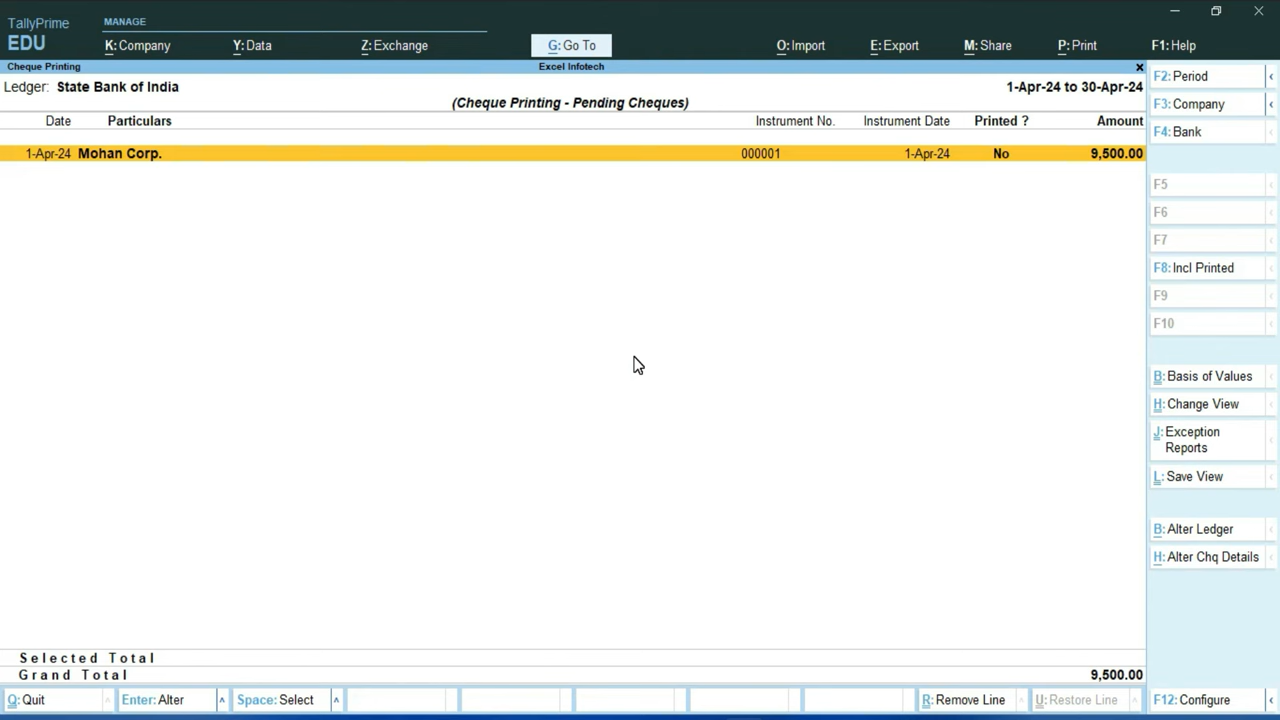 TallyPrime MANAGE
EDU K: Company Y: Data Z: Exchange G: Go To O: Import E: Export M: Share P: Print F1: Help
Cheque Printing Excel Infotech x
Ledger: State Bank of India 1-Apr-24 to 30-Apr-24
(Cheque Printing - Pending Cheques)
Date Particulars Instrument No. Instrument Date Printed ? Amount
1-Apr-24 Mohan Corp. 000001 1-Apr-24 No 9,500.00
Selected Total
Grand Total 9,500.00
Q: Quit ^ Enter: Alter ^ Space: Select ^ R: Remove Line ^ U: Restore Line ^
F2: Period
F3: Company
F4: Bank
F5
F6
F7
F8: Incl Printed
F9
F10
B: Basis of Values
H: Change View
J: Exception
Reports
L: Save View
B: Alter Ledger
H: Alter Chq Details
F12: Configure